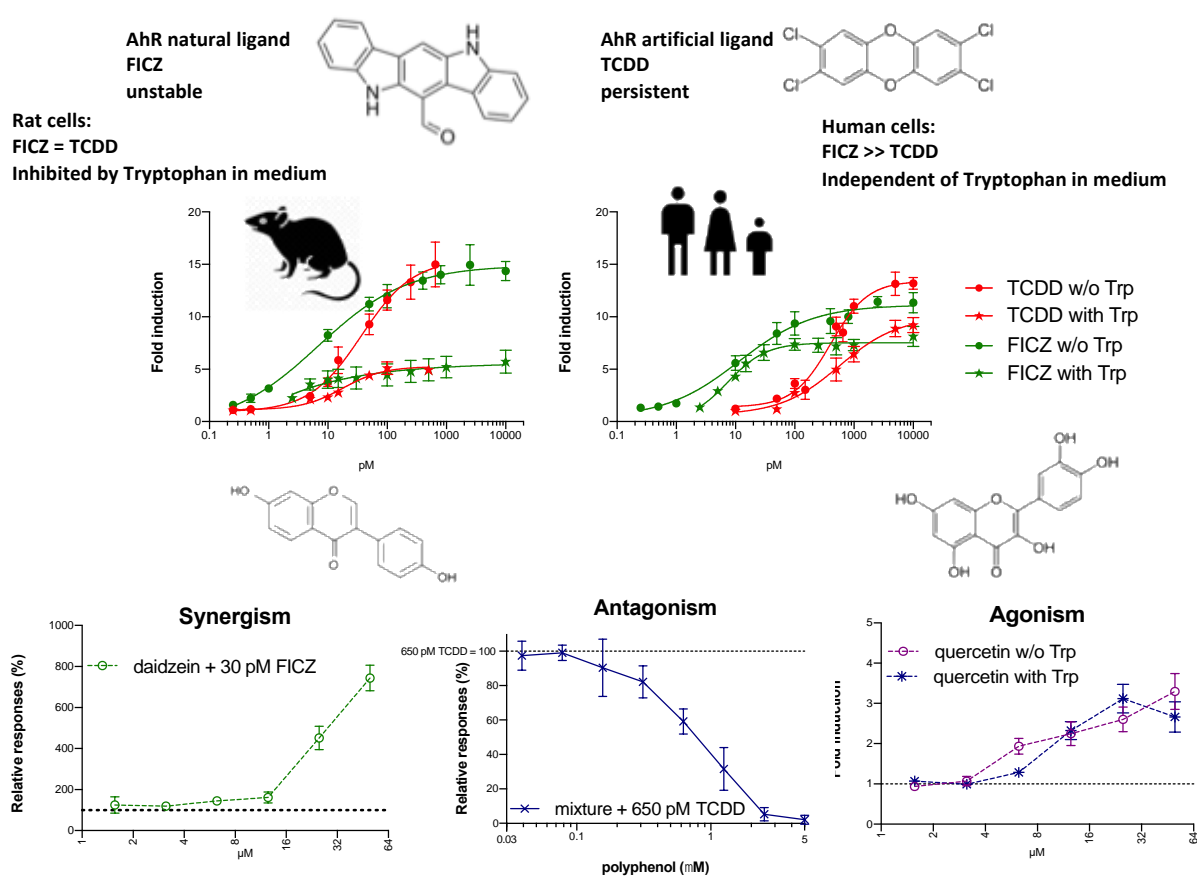 AhR natural ligand
FICZ
unstable
AhR artificial ligand
TCDD
persistent
NH
HN
O
Cl
O
Cl
Cl
O
Cl
Rat cells:
FICZ = TCDD
Inhibited by Tryptophan in medium
Human cells:
FICZ >> TCDD
Independent of Tryptophan in medium
Fold induction
20
15
10
5
0
0.1
1
10
100
1000
10000
pM
Fold induction
20
15
10
5
0
0.1
1
10
100
1000
10000
pM
TCDD w/o Trp
TCDD with Trp
FICZ w/o Trp
FICZ with Trp
HO
O
O
OH
OH
OH
HO
O
OH
OH
O
Synergism
Relative responses (%)
1000
800
600
400
200
0
daidzein + 30 pM FICZ
1
2
4
8
16
32
64
µM
Antagonism
Relative responses (%)
650 pM TCDD = 100
80
60
40
20
0
mixture + 650 pM TCDD
0.03
0.1
1
5
polyphenol (mM)
Agonism
Fold induction
5
4
3
2
1
0
quercetin w/o Trp
quercetin with Trp
1
2
4
8
16
32
64
µM